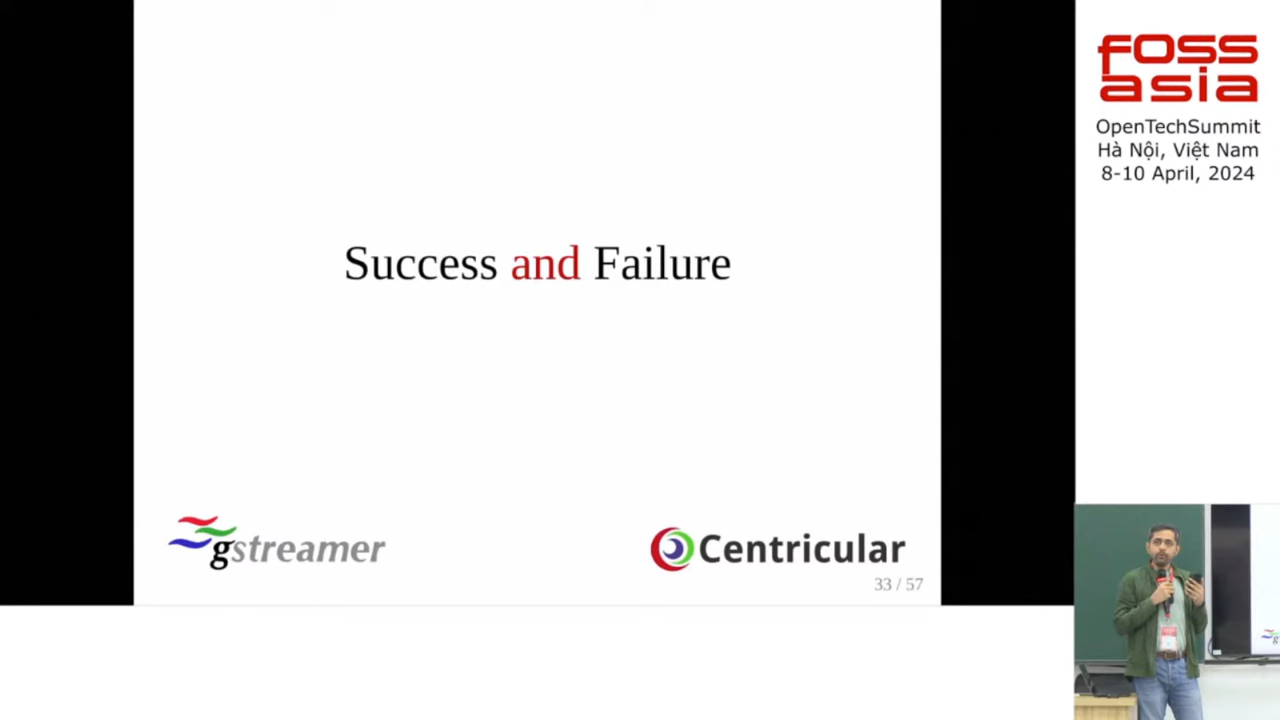 Success and Failure
gstreamer
Centricular
33 / 57
foss
asia
OpenTechSummit
Hà Nội, Việt Nam
8-10 April, 2024